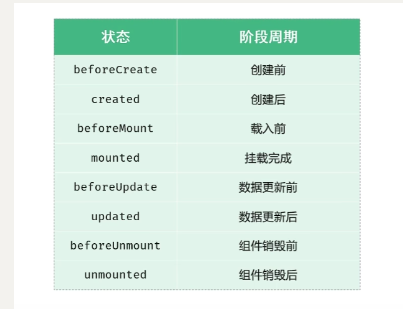 状态 阶段周期
beforeCreate 创建前
created 创建后
beforeMount 载入前
mounted 挂载完成
beforeUpdate 数据更新前
updated 数据更新后
beforeUnmount 组件销毁前
unmounted 组件销毁后